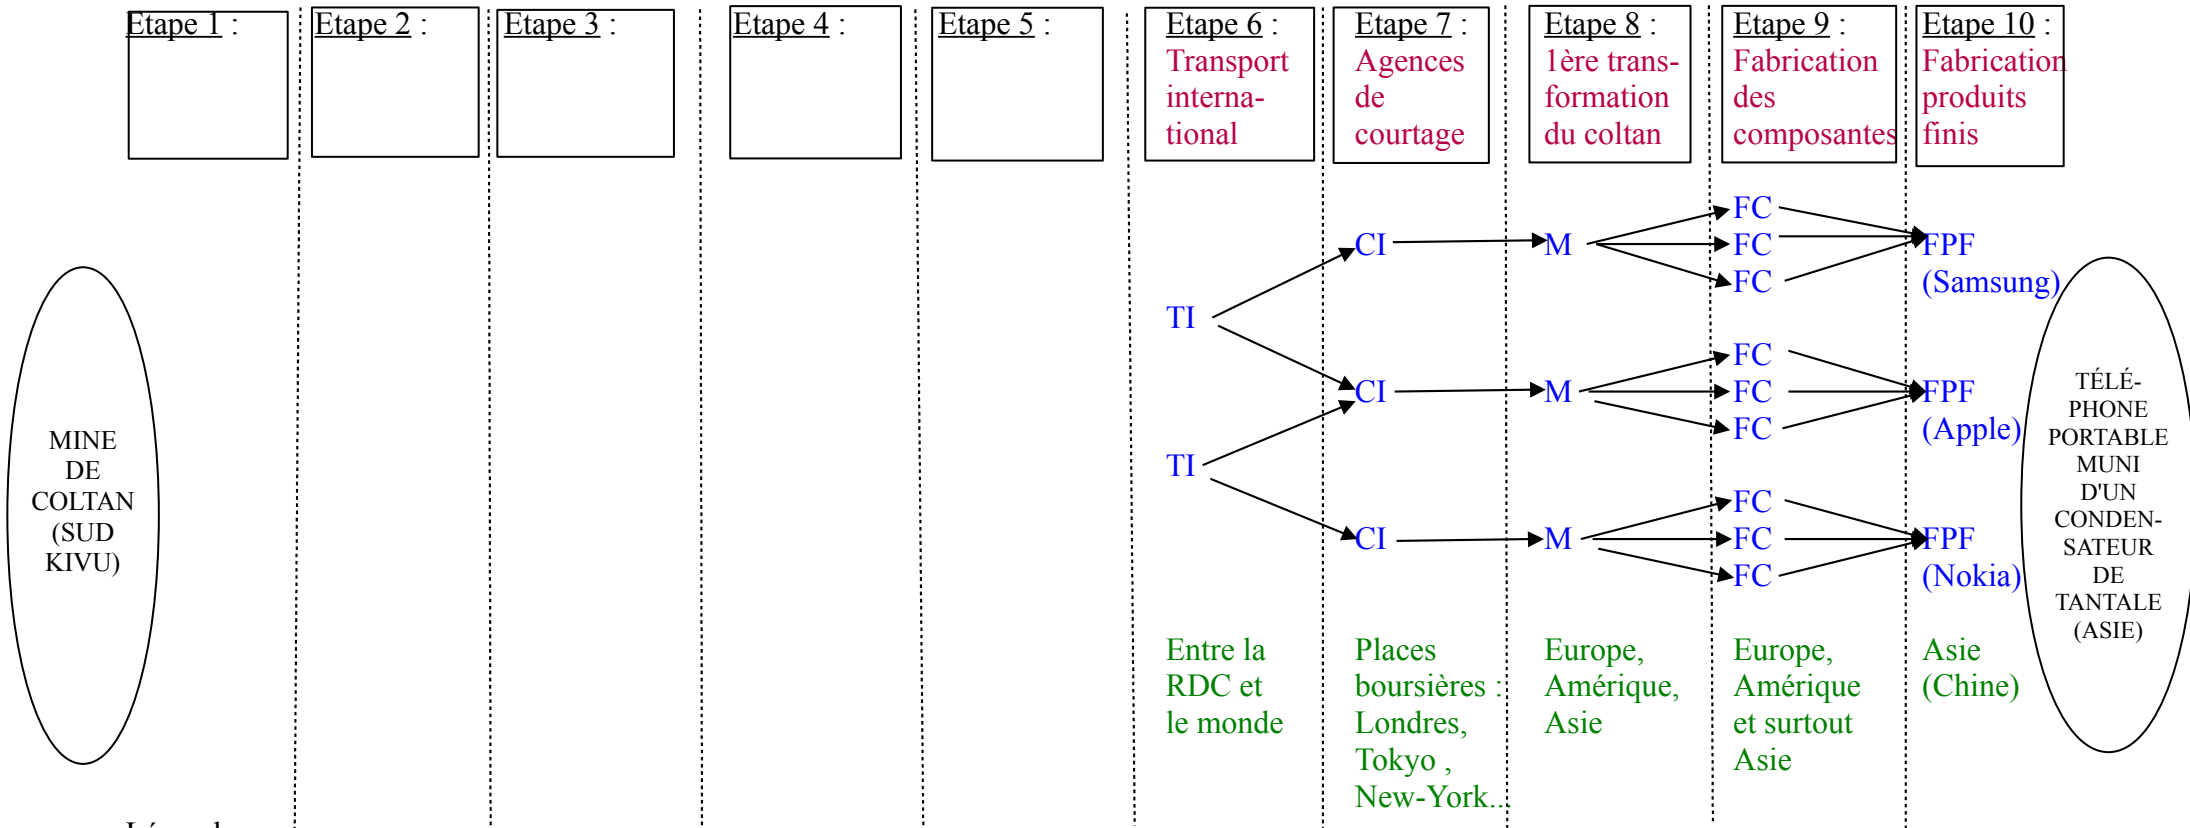 Etape 1 :
Etape 2 :
Etape 3 :
Etape 4 :
Etape 5 :
Etape 6 :
Transport
interna-
tional
Etape 7 :
Agences
de
courtage
Etape 8 :
1ère trans-
formation
du coltan
Etape 9 :
Fabrication
des
composantes
Etape 10 :
Fabrication
produits
finis
MINE
DE
COLTAN
(SUD
KIVU)
TI
TI
CI
CI
CI
M
M
M
FC
FC
FC
FC
FC
FC
FC
FC
FC
FPF
(Samsung)
FPF
(Apple)
FPF
(Nokia)
TÉLÉ-
PHONE
PORTABLE
MUNI
D'UN
CONDEN-
SATEUR
DE
TANTALE
(ASIE)
Entre la
RDC et
le monde
Places
boursières :
Londres,
Tokyo ,
New-York...
Europe,
Amérique,
Asie
Europe,
Amérique
et surtout
Asie
Asie
(Chine)